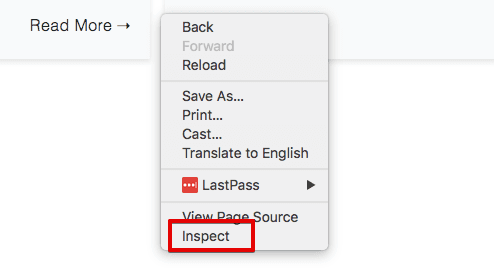 Read More →
Back
Forward
Reload
Save As...
Print...
Cast...
Translate to English
LastPass
View Page Source
Inspect